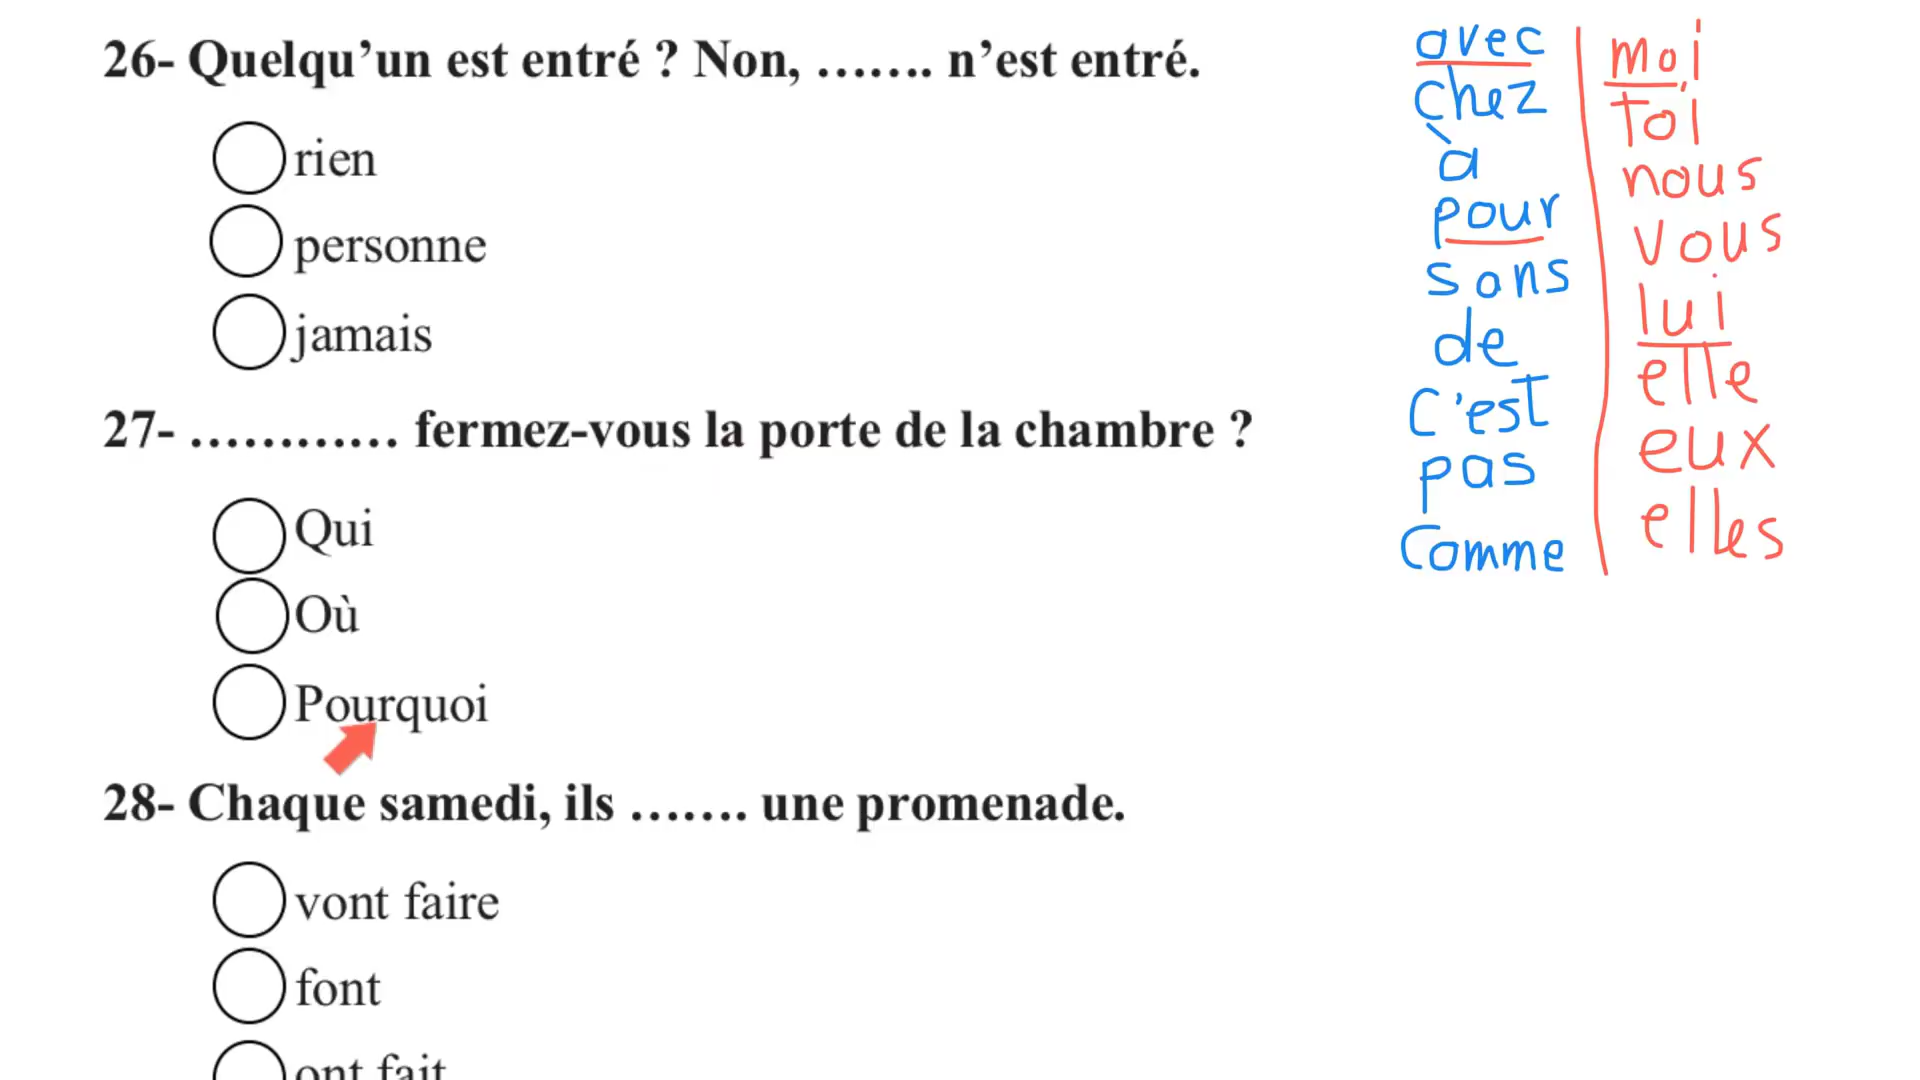 26- Quelqu’un est entré ? Non, ……. n’est entré.
rien
personne
jamais
27- ………… fermez-vous la porte de la chambre ?
Qui
Où
Pourquoi
28- Chaque samedi, ils ……. une promenade.
vont faire
font
ont fait
avec
chez
à
pour
sans
de
c'est
pas
comme
moi
toi
nous
vous
lui
elle
eux
elles